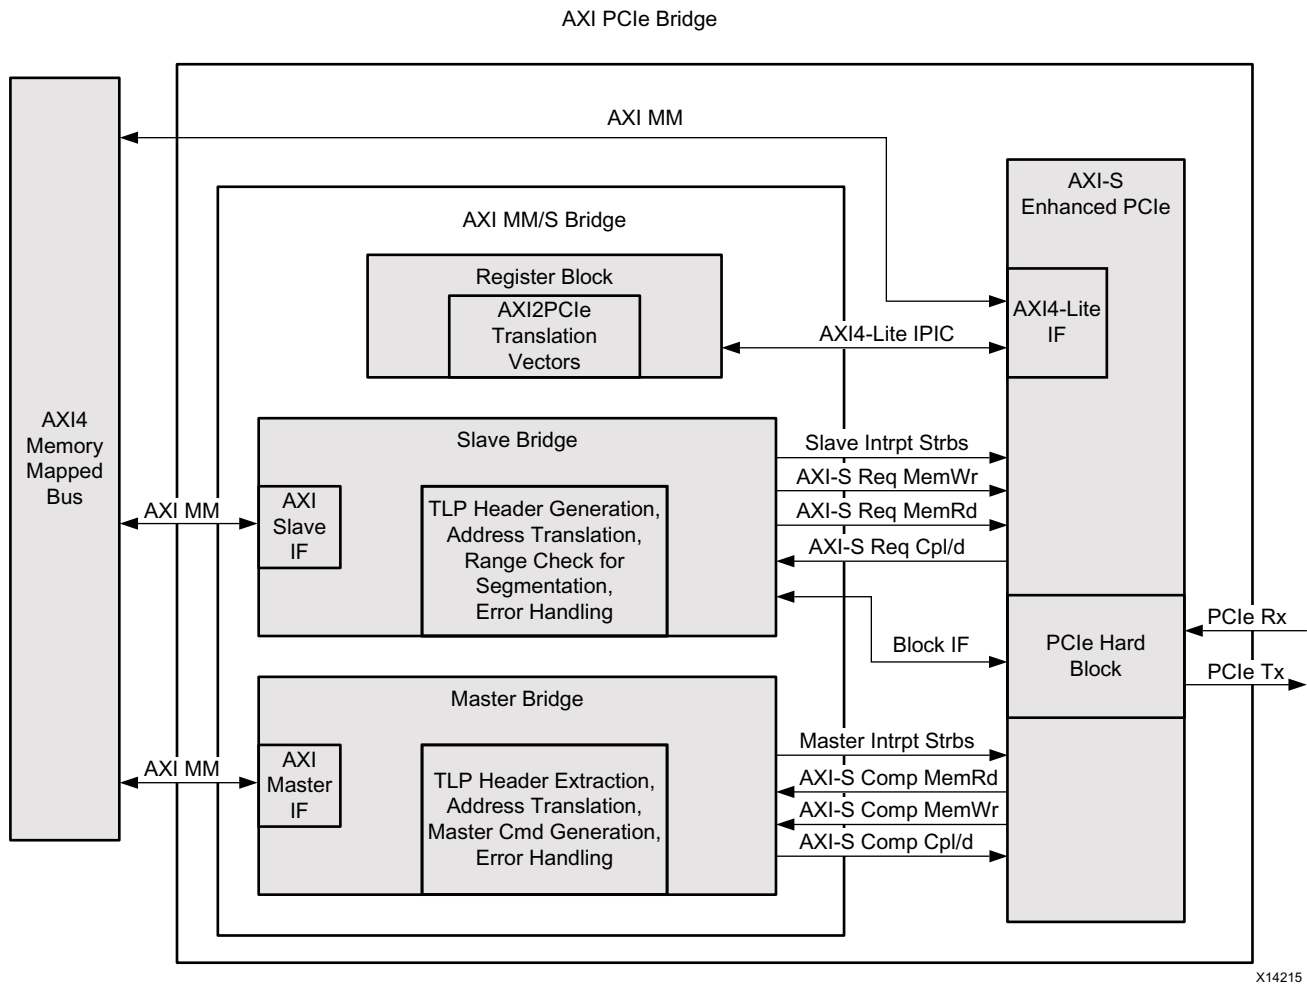 AXI PCIe Bridge
AXI MM
AXI-S
Enhanced PCIe
AXI MM/S Bridge
Register Block
AXI2PCIe
Translation
Vectors
AXI4-Lite IPIC
AXI4-Lite
IF
AXI4
Memory
Mapped
Bus
Slave Bridge
AXI MM
AXI
Slave
IF
TLP Header Generation,
Address Translation,
Range Check for
Segmentation,
Error Handling
Slave Intrpt Strbs
AXI-S Req MemWr
AXI-S Req MemRd
AXI-S Req Cpl/d
Block IF
PCIe Hard
Block
PCIe Rx
PCIe Tx
Master Bridge
AXI MM
AXI
Master
IF
TLP Header Extraction,
Address Translation,
Master Cmd Generation,
Error Handling
Master Intrpt Strbs
AXI-S Comp MemRd
AXI-S Comp MemWr
AXI-S Comp Cpl/d
X14215